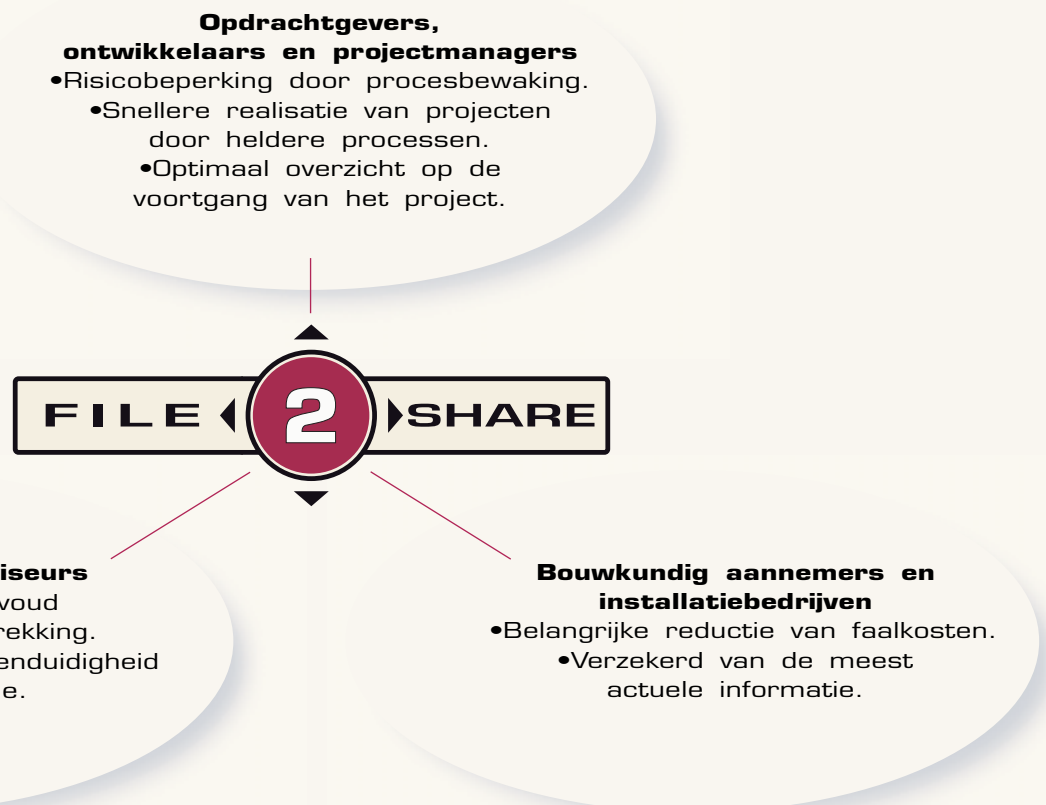 Opdrachtgevers,
ontwikkelaars en projectmanagers
•Risicobeperking door procesbewaking.
•Snellere realisatie van projecten
door heldere processen.
•Optimaal overzicht op de
voortgang van het project.
FILE 2 SHARE
Bouwkundig aannemers en
installatiebedrijven
•Belangrijke reductie van faalkosten.
•Verzekerd van de meest
actuele informatie.